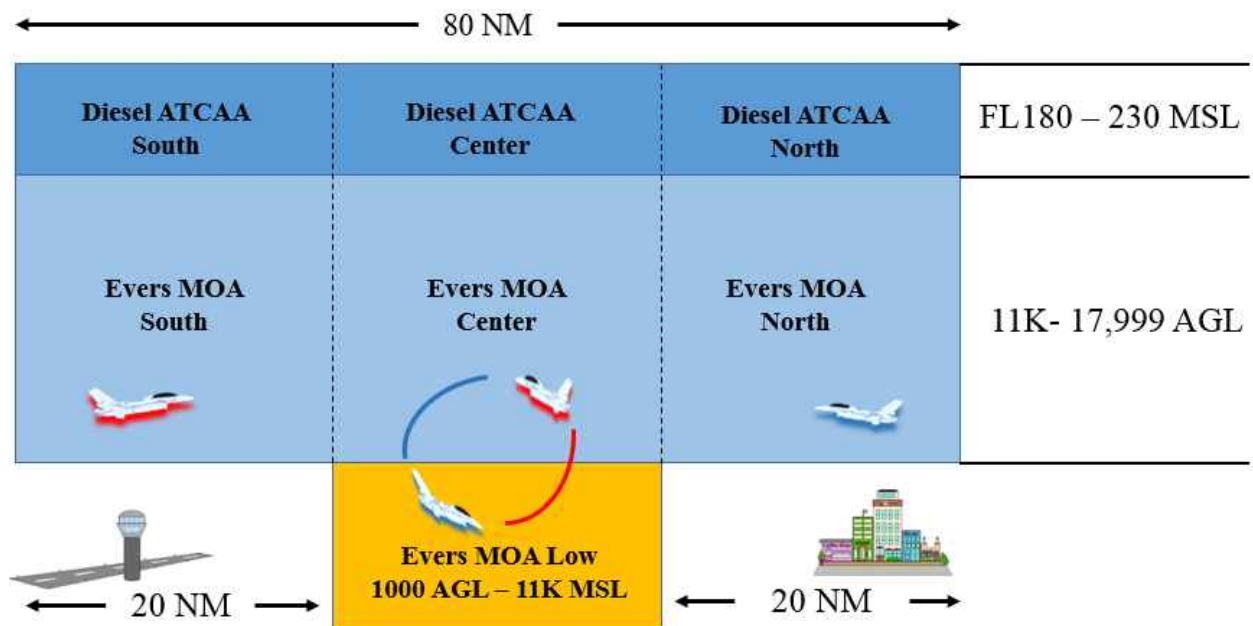 80 NM
Diesel ATCAA
South
Diesel ATCAA
Center
Diesel ATCAA
North
FL180 – 230 MSL
Evers MOA
South
Evers MOA
Center
Evers MOA
North
11K- 17,999 AGL
Evers MOA Low
1000 AGL – 11K MSL
20 NM
20 NM